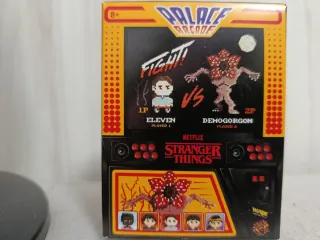 8+
PALACE
ARCADE
FIGHT!!
1P
VS
2P
ELEVEN
PLAYER 1
DEMOGORGON
PLAYER 2
NETFLIX
STRANGER
THINGS